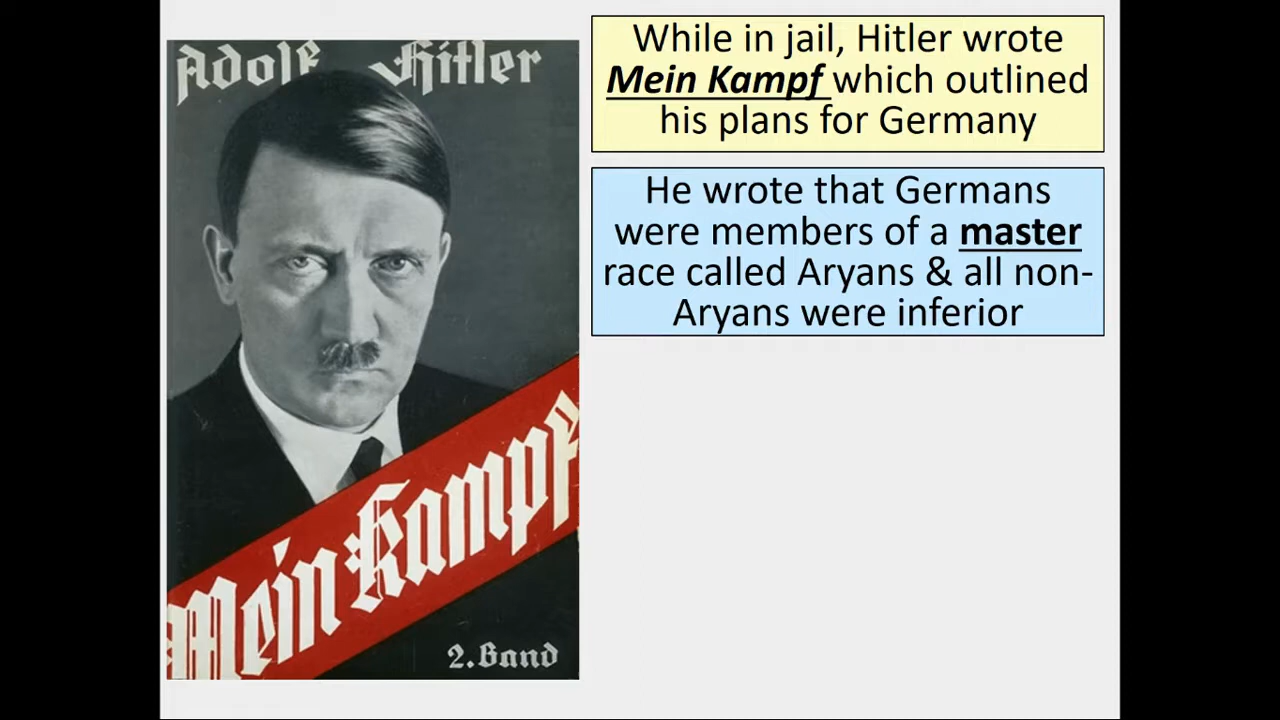 Adolf Hitler
Mein Kampf
2. Band
While in jail, Hitler wrote
Mein Kampf which outlined
his plans for Germany
He wrote that Germans
were members of a master
race called Aryans & all non-
Aryans were inferior